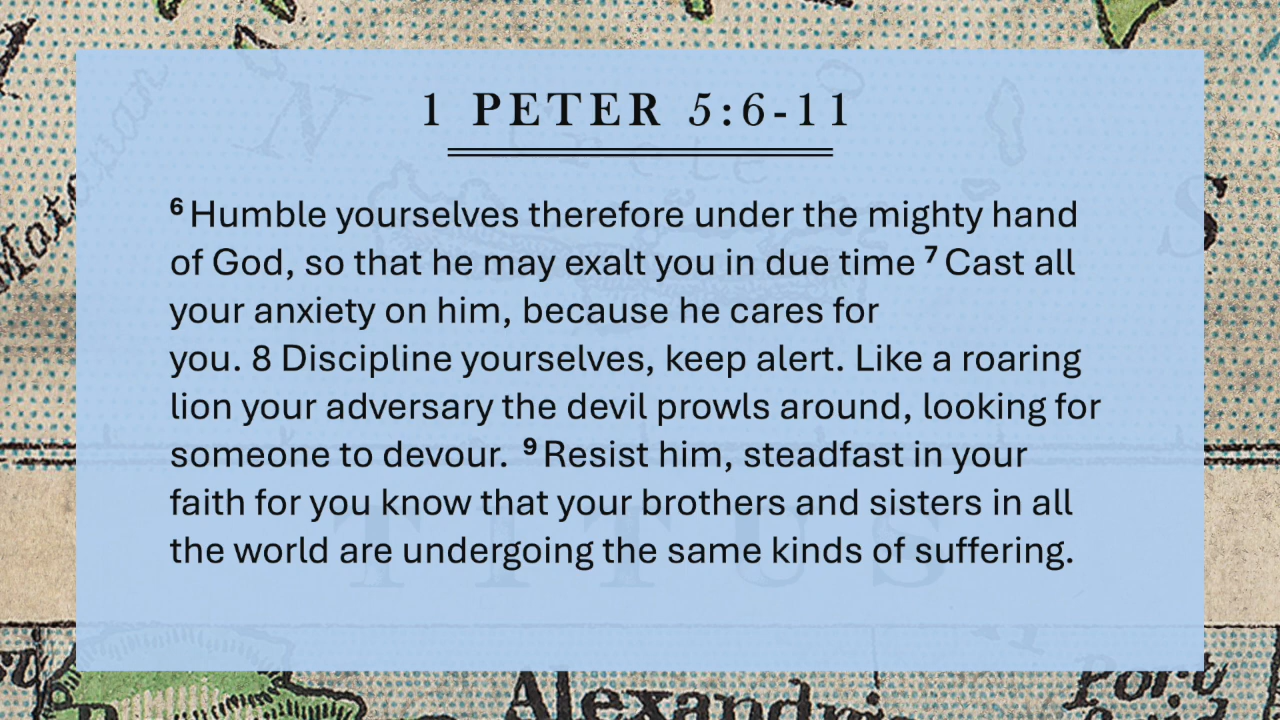 1 PETER 5:6-11
6 Humble yourselves therefore under the mighty hand
of God, so that he may exalt you in due time 7 Cast all
your anxiety on him, because he cares for
you. 8 Discipline yourselves, keep alert. Like a roaring
lion your adversary the devil prowls around, looking for
someone to devour. 9 Resist him, steadfast in your
faith for you know that your brothers and sisters in all
the world are undergoing the same kinds of suffering.
TITUS